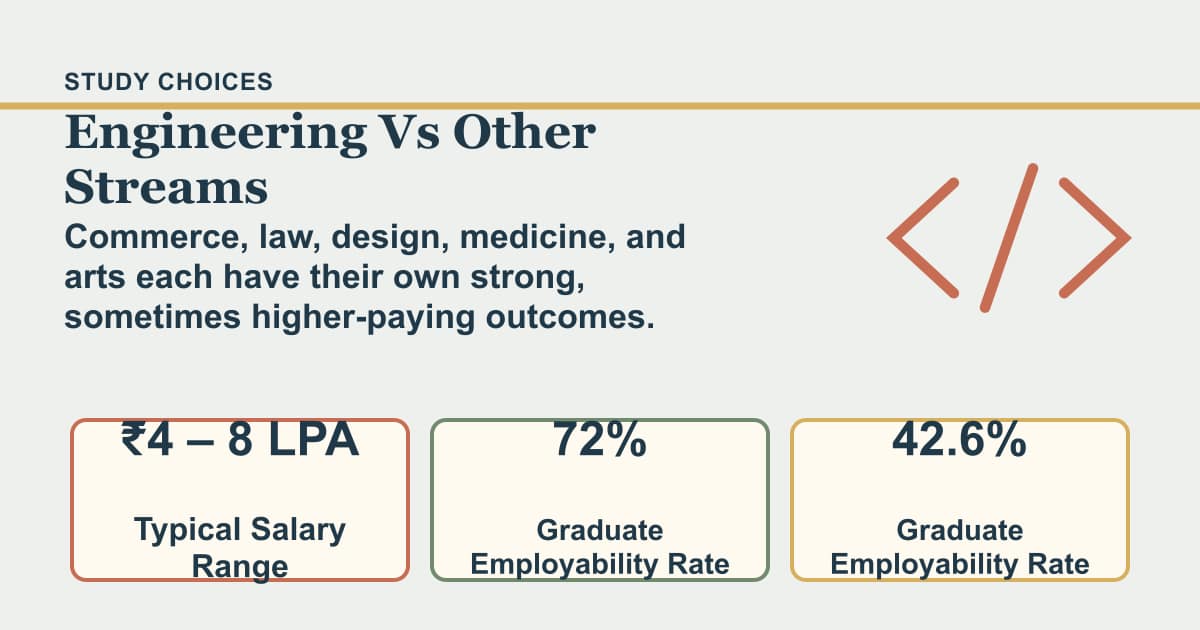 STUDY CHOICES
Engineering Vs Other
Streams
Commerce, law, design, medicine, and
arts each have their own strong,
sometimes higher-paying outcomes.
₹4 – 8 LPA
Typical Salary
Range
72%
Graduate
Employability Rate
42.6%
Graduate
Employability Rate